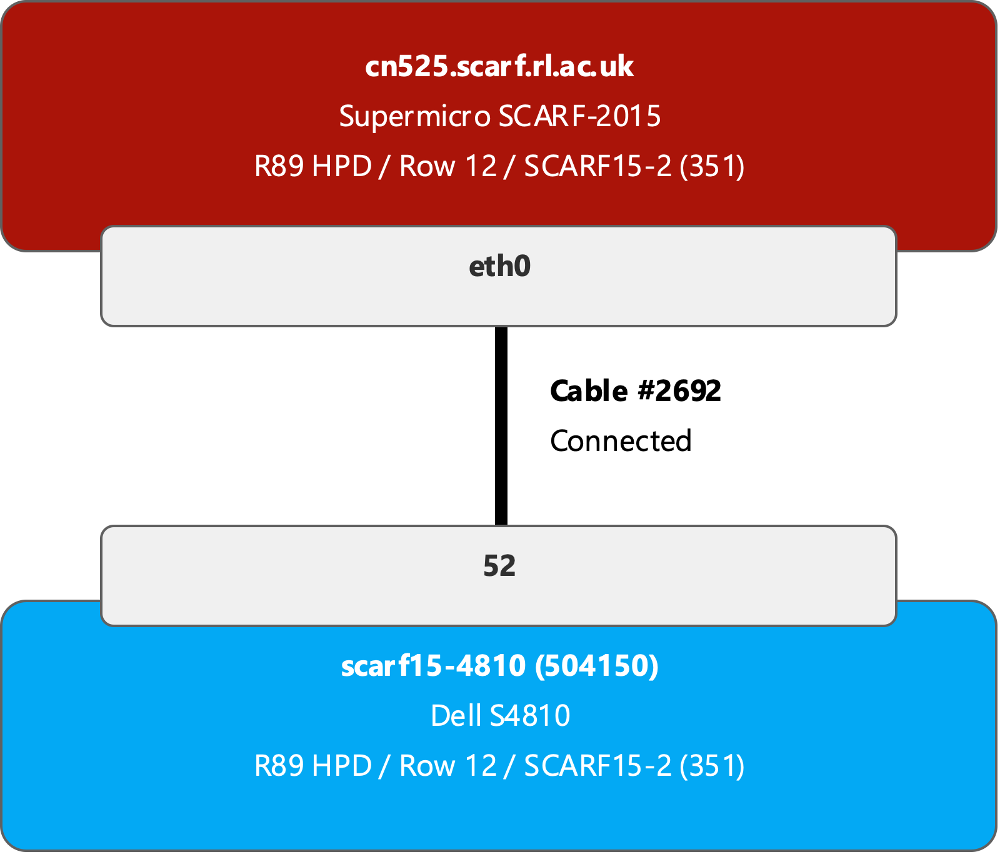 cn525.scarf.rl.ac.uk
Supermicro SCARF-2015
R89 HPD / Row 12 / SCARF15-2 (351)
eth0
Cable #2692
Connected
52
scarf15-4810 (504150)
Dell S4810
R89 HPD / Row 12 / SCARF15-2 (351)